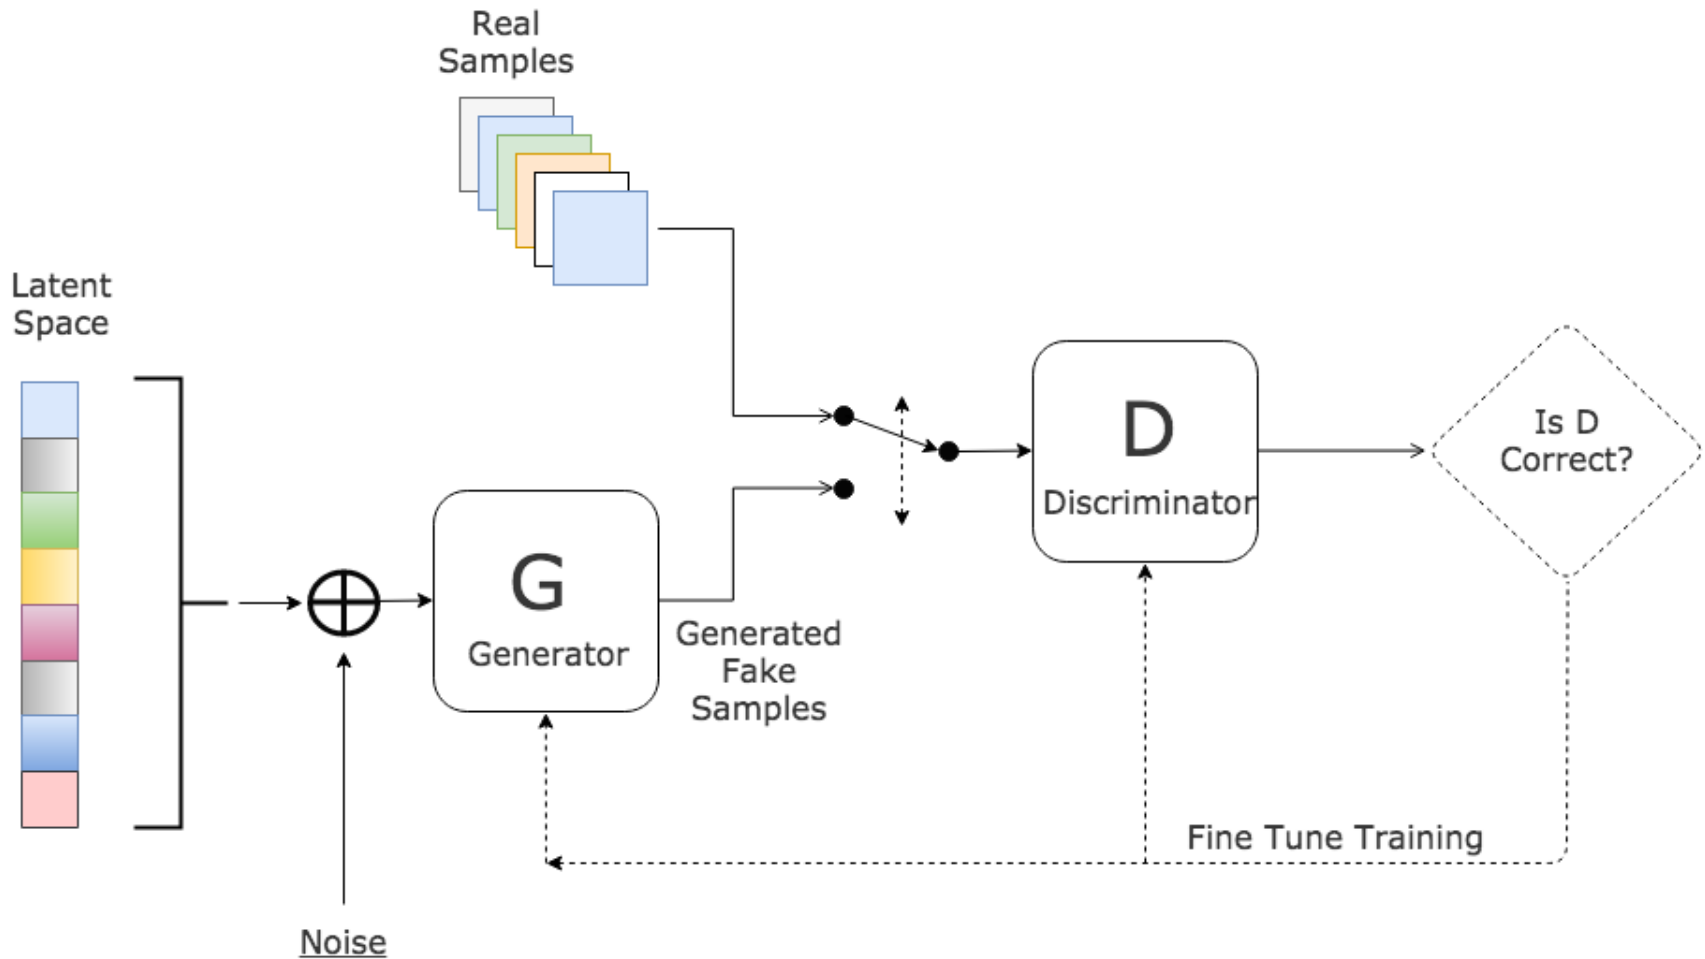 Real
Samples
Latent
Space
D
Discriminator
Is D
Correct?
G
Generator
Generated
Fake
Samples
Fine Tune Training
Noise